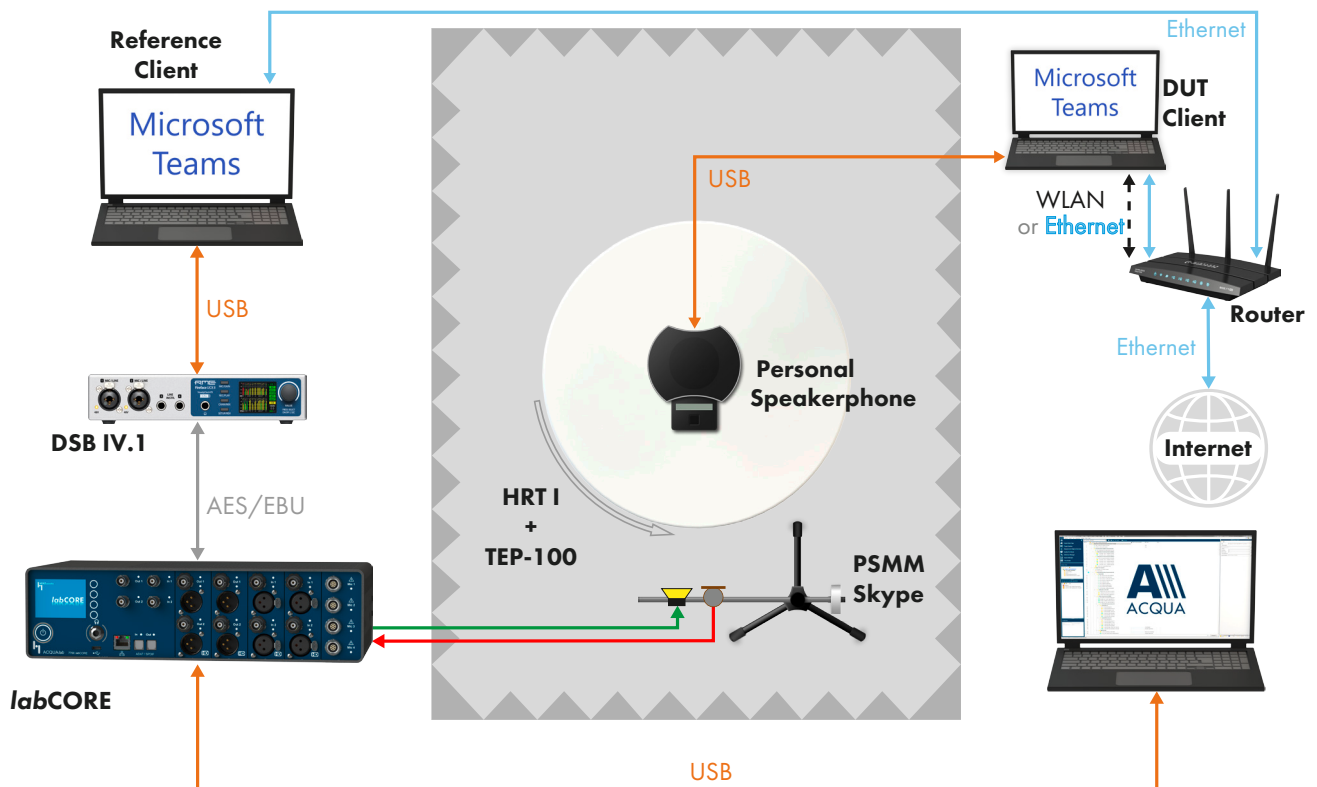 Reference
Client
Microsoft
Teams
Ethernet
Microsoft
Teams
DUT
Client
USB
WLAN
or Ethernet
Router
USB
Ethernet
Personal
Speakerphone
Internet
DSB IV.1
AES/EBU
HRT I
+
TEP-100
PSMM
Skype
labCORE
ACQUA
labCORE
USB